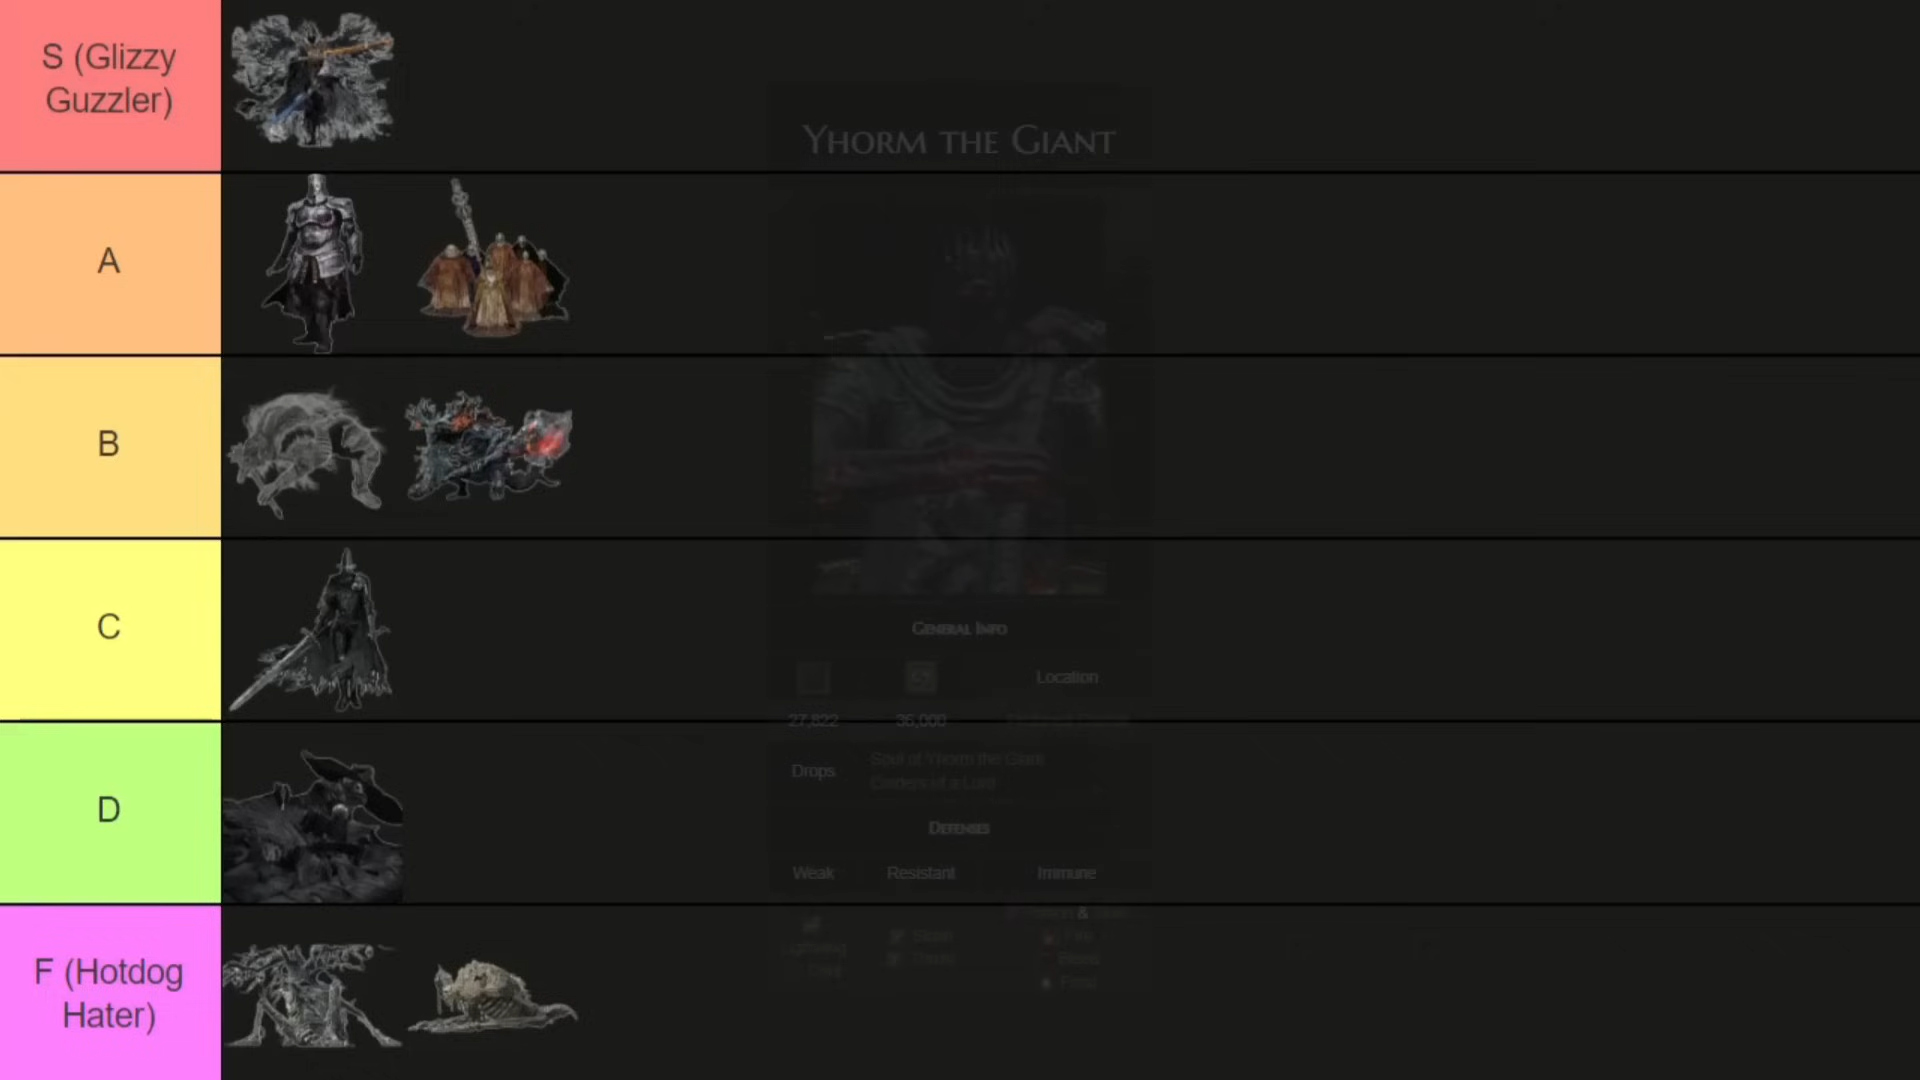 S (Glizzy
Guzzler)
Yhorm the Giant
A
B
C
General Info
Location
27,822 36,000
D
Drops
Soul of Yhorm the Giant
Cinders of a Lord
Defenses
Weak Resistant Immune
&
F (Hotdog
Hater)